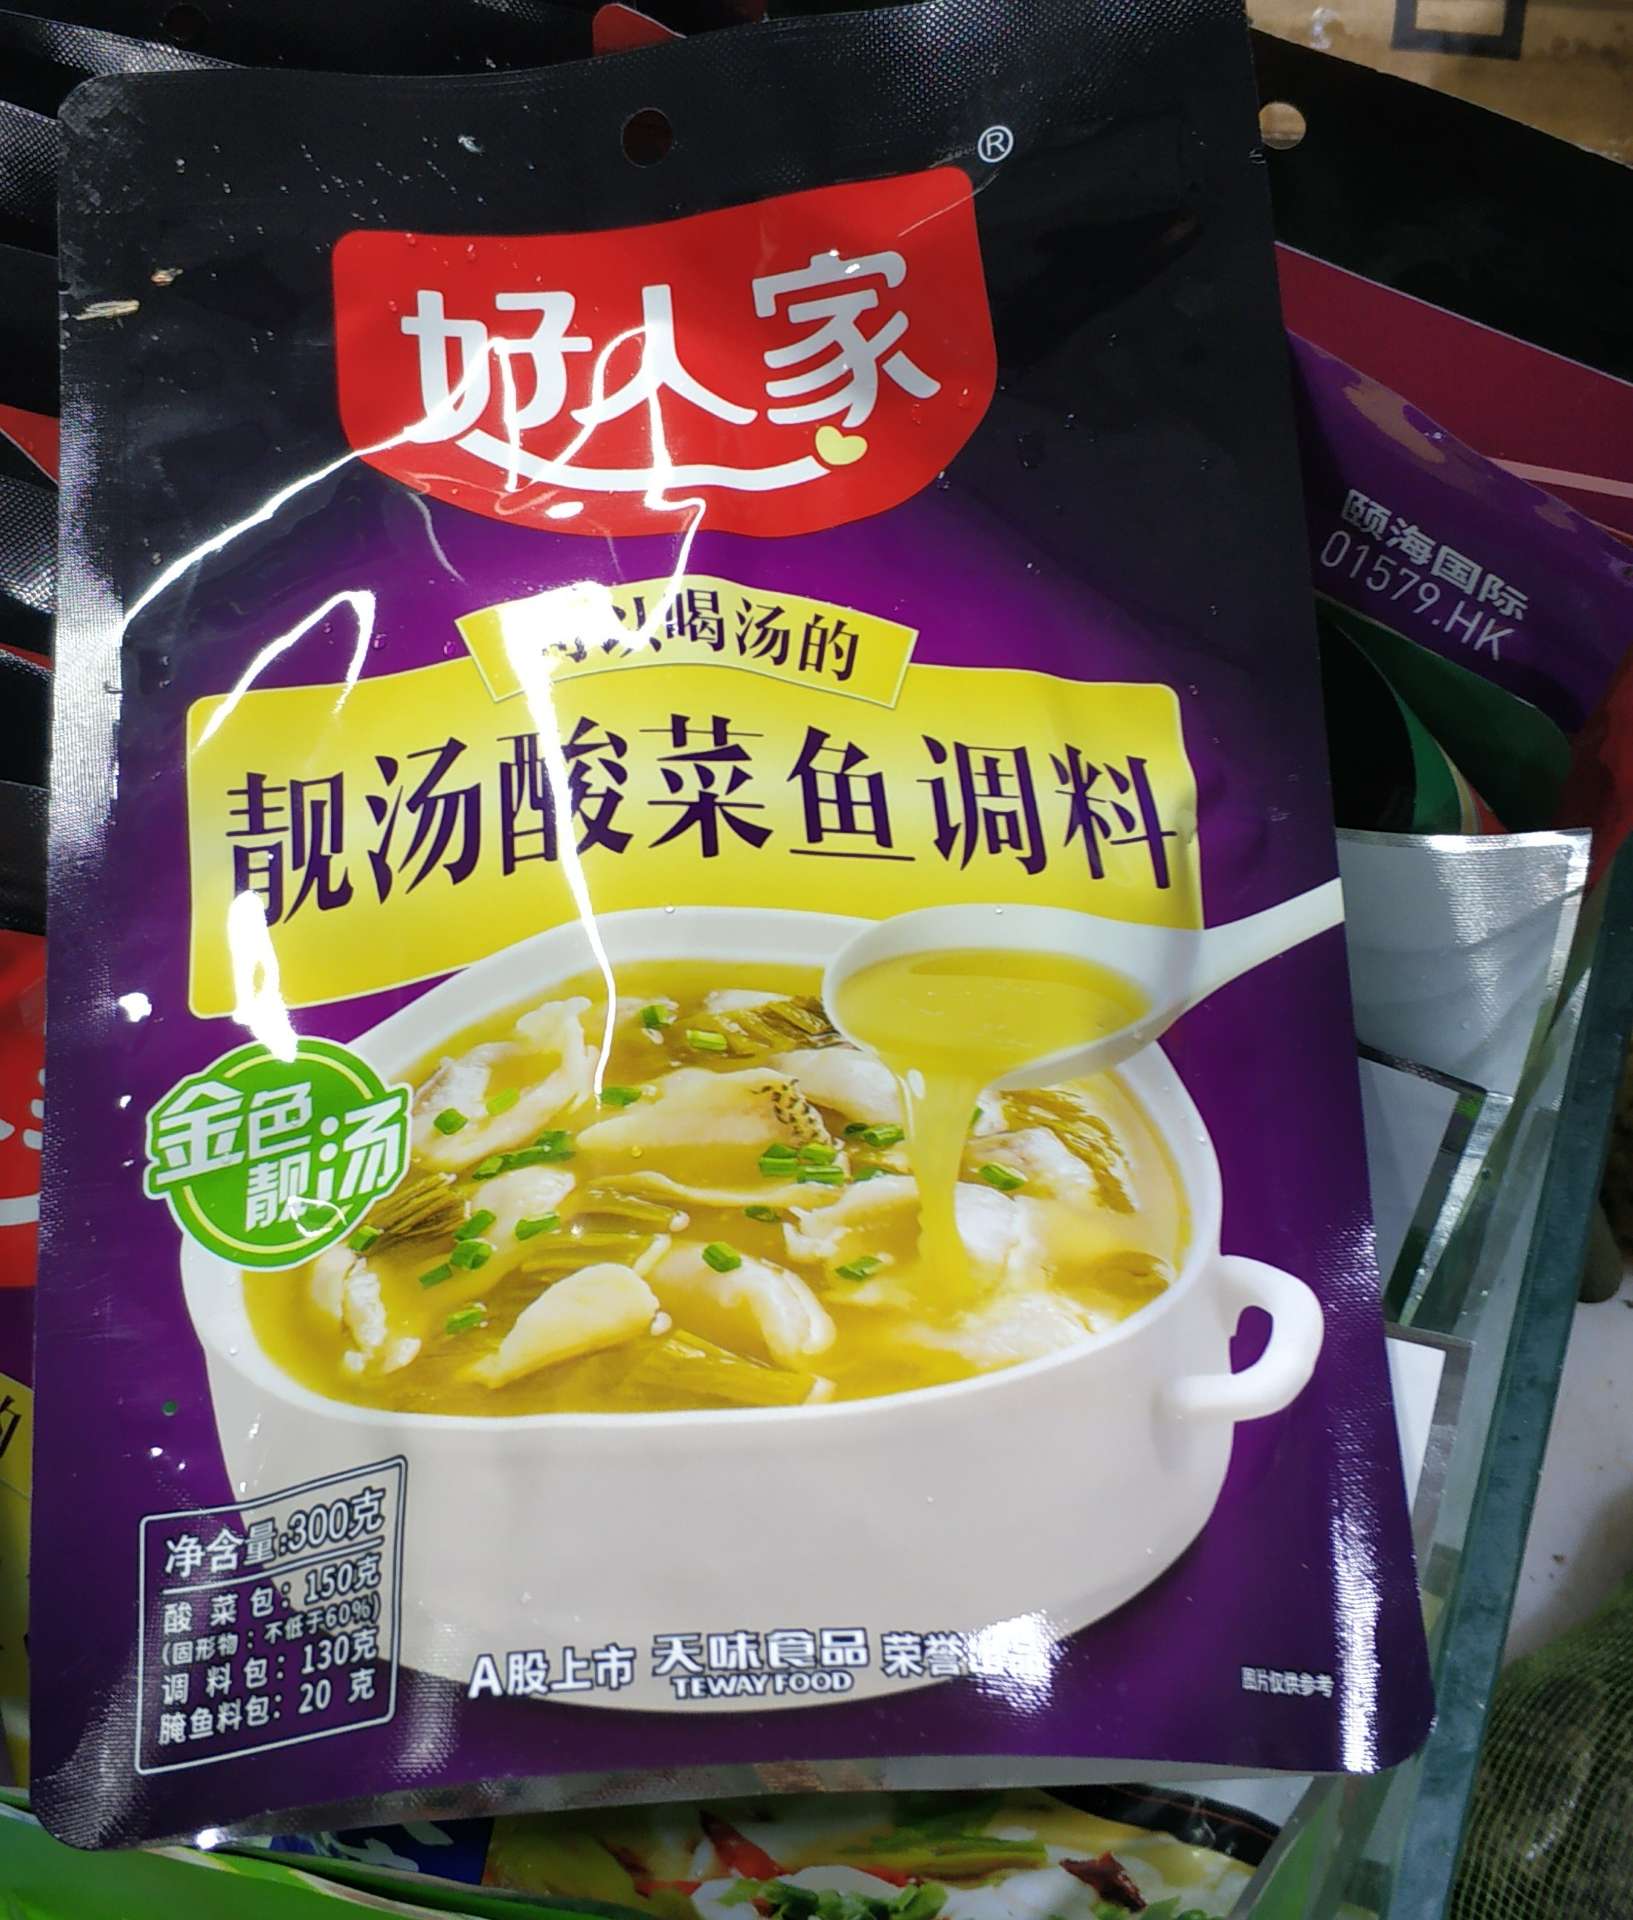 ®
好人家
可以喝汤的
靓汤酸菜鱼调料
金色
靓汤
净含量:300克
酸菜包：150克
(固形物：不低于60%)
调料包：130克
腌鱼料包：20克
A股上市 天味食品 荣誉出品
TEWAY FOOD
图片仅供参考
颐海国际
01579.HK